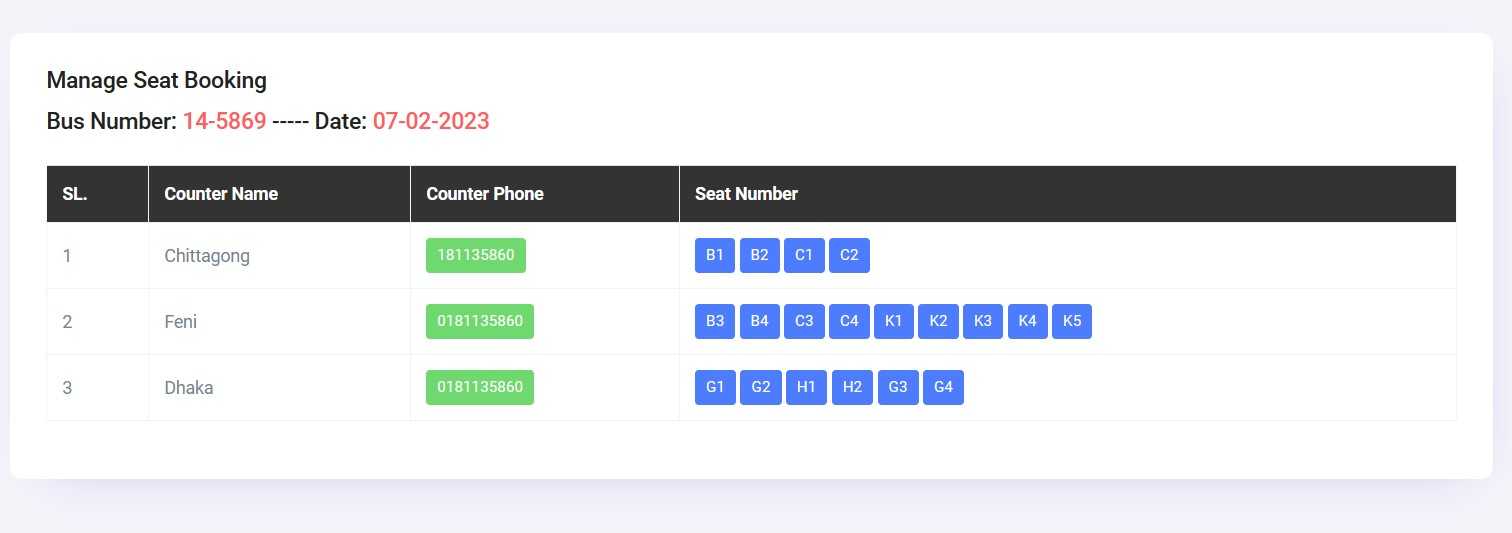 Manage Seat Booking
Bus Number: 14-5869 ----- Date: 07-02-2023
SL. Counter Name Counter Phone Seat Number
1 Chittagong 181135860 B1 B2 C1 C2
2 Feni 0181135860 B3 B4 C3 C4 K1 K2 K3 K4 K5
3 Dhaka 0181135860 G1 G2 H1 H2 G3 G4